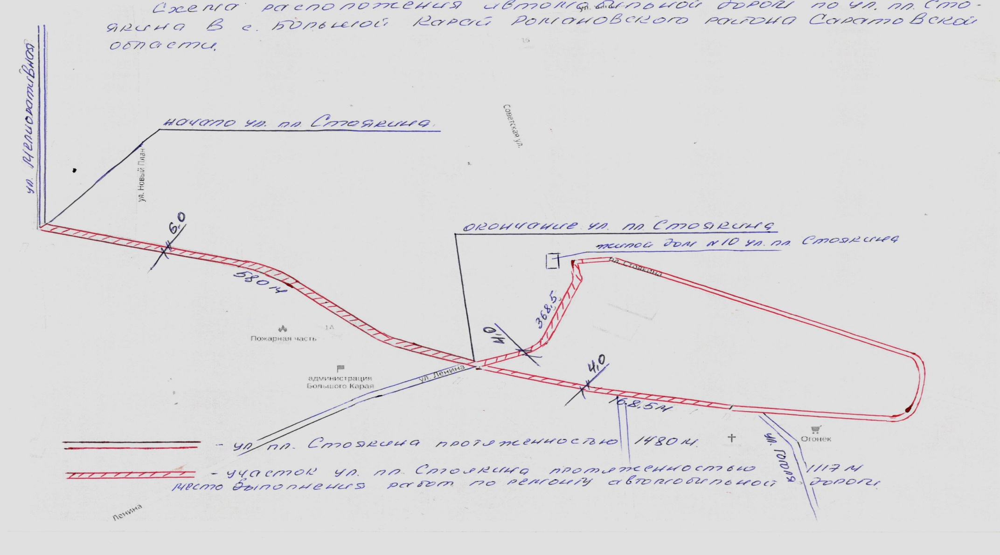 Схема расположения автомобильной дороги по ул. пл. Сто-
якина в с. Большой Карай Романовского района Саратовской
области.
16
ул. Мелиоративная
начало ул. пл. Стоякина
Советская ул.
ул. Новый План
6,0
окончание ул. пл. Стоякина
жилой дом №10 ул. пл. Стоякина
пл. Стоякина
580 м
368,5
4,0
1А
Пожарная часть
4,0
администрация
Большого Карая
ул. Ленина
168,5м
Огонек
ул. Гоголя
- ул. пл. Стоякина протяженностью 1480 м.
- участок ул. пл. Стоякина протяженностью 1117 м
место выполнения работ по ремонту автомобильной дороги.
Ленина